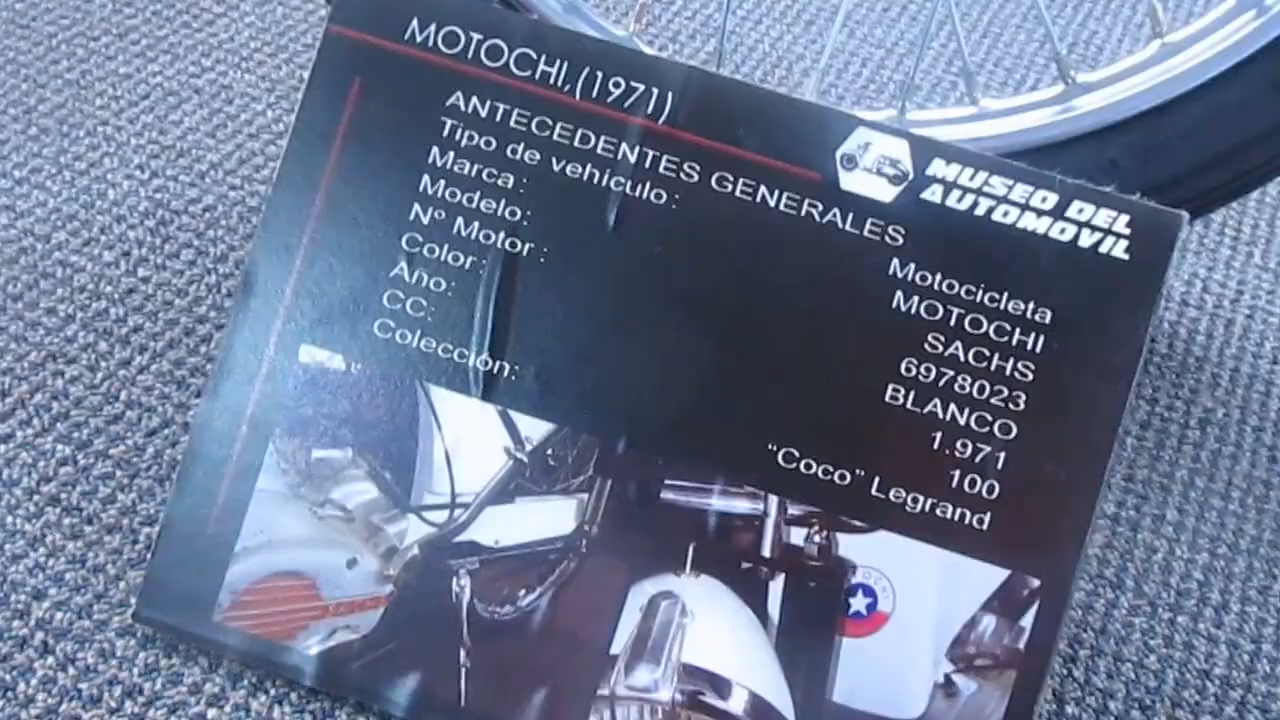 MOTOCHI, (1971)
MUSEO DEL
AUTOMOVIL
ANTECEDENTES GENERALES
Tipo de vehículo: Motocicleta
Marca: MOTOCHI
Modelo: SACHS
Nº Motor: 6978023
Color: BLANCO
Año: 1.971
CC: 100
Colección: "Coco" Legrand